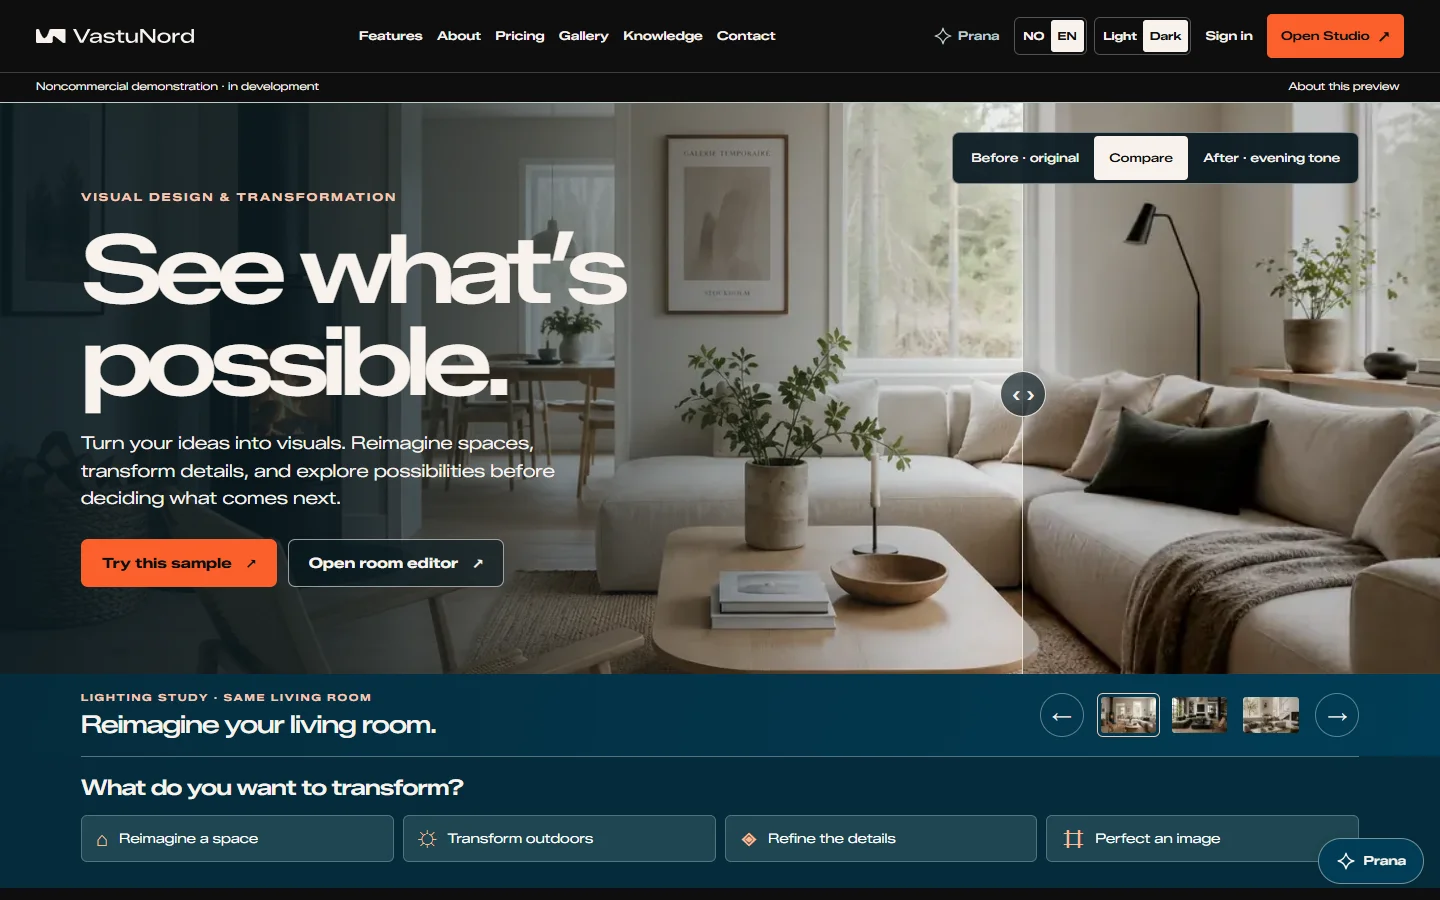 VastuNord
Features About Pricing Gallery Knowledge Contact
Prana
NO EN
Light Dark
Sign in
Open Studio ↗
Noncommercial demonstration · in development
About this preview
GALERIE TEMPORAIRE
STOCKHOLM
Before · original Compare After · evening tone
VISUAL DESIGN & TRANSFORMATION
See what's
possible.
Turn your ideas into visuals. Reimagine spaces,
transform details, and explore possibilities before
deciding what comes next.
Try this sample ↗
Open room editor ↗
LIGHTING STUDY · SAME LIVING ROOM
Reimagine your living room.
What do you want to transform?
Reimagine a space
Transform outdoors
Refine the details
Perfect an image
Prana